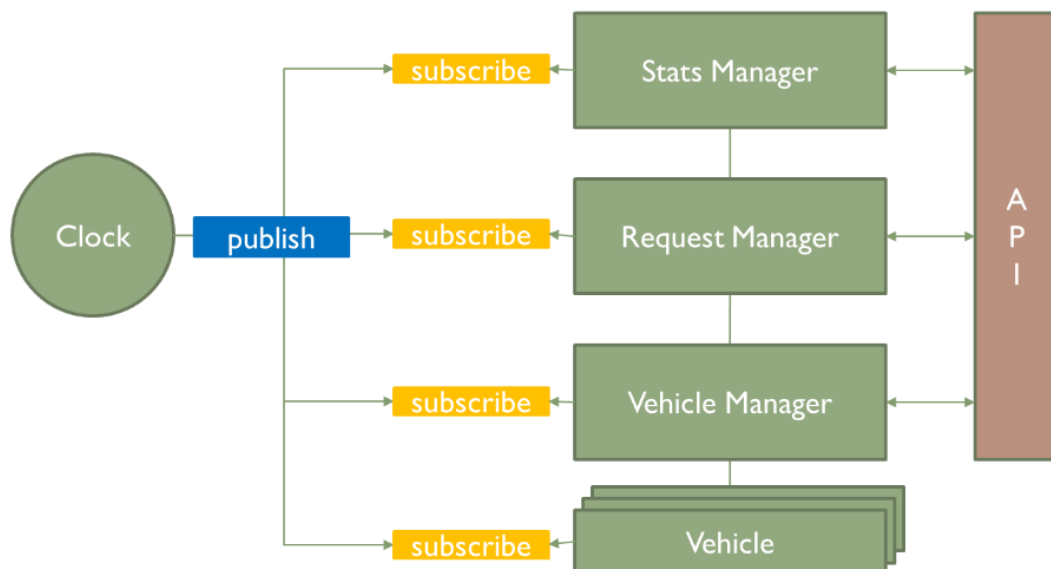 subscribe
Stats Manager
Clock
publish
subscribe
Request Manager
A
P
I
subscribe
Vehicle Manager
subscribe
Vehicle